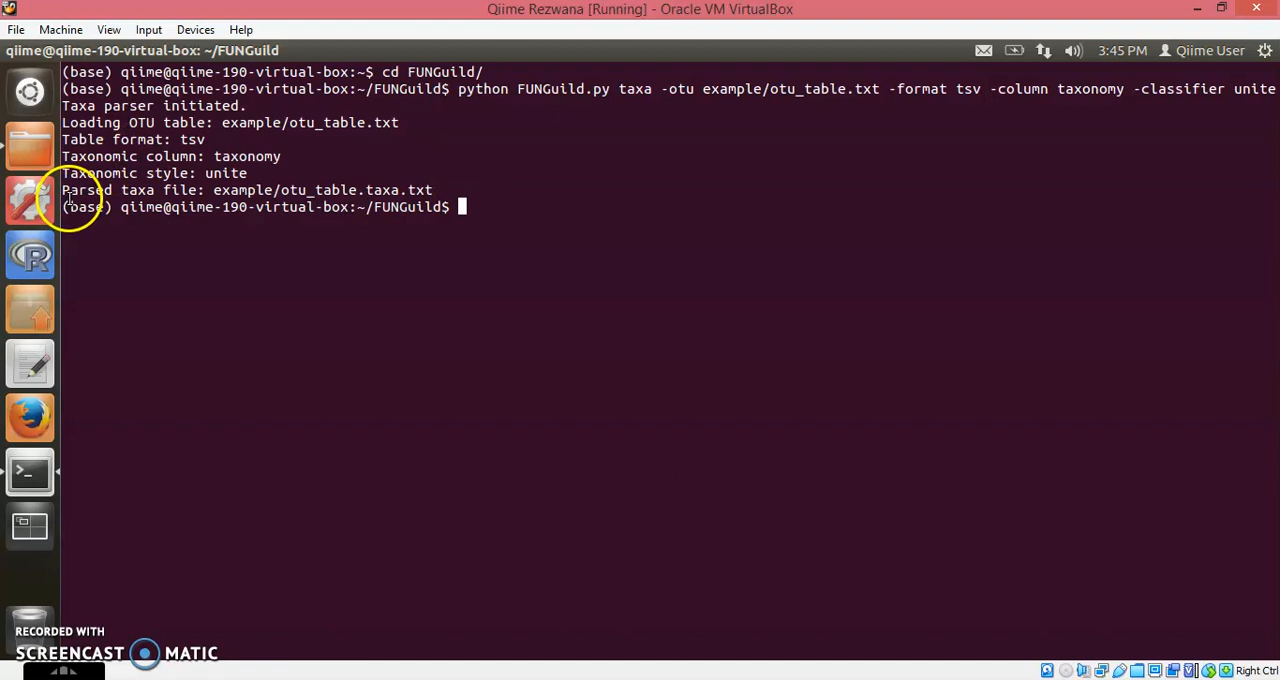 Qiime Rezwana [Running] - Oracle VM VirtualBox
File Machine View Input Devices Help
qiime@qiime-190-virtual-box: ~/FUNGuild 3:45 PM Qiime User
(base) qiime@qiime-190-virtual-box:~$ cd FUNGuild/
(base) qiime@qiime-190-virtual-box:~/FUNGuild$ python FUNGuild.py taxa -otu example/otu_table.txt -format tsv -column taxonomy -classifier unite
Taxa parser initiated.
Loading OTU table: example/otu_table.txt
Table format: tsv
Taxonomic column: taxonomy
Taxonomic style: unite
Parsed taxa file: example/otu_table.taxa.txt
(base) qiime@qiime-190-virtual-box:~/FUNGuild$
RECORDED WITH
SCREENCAST MATIC
Right Ctrl